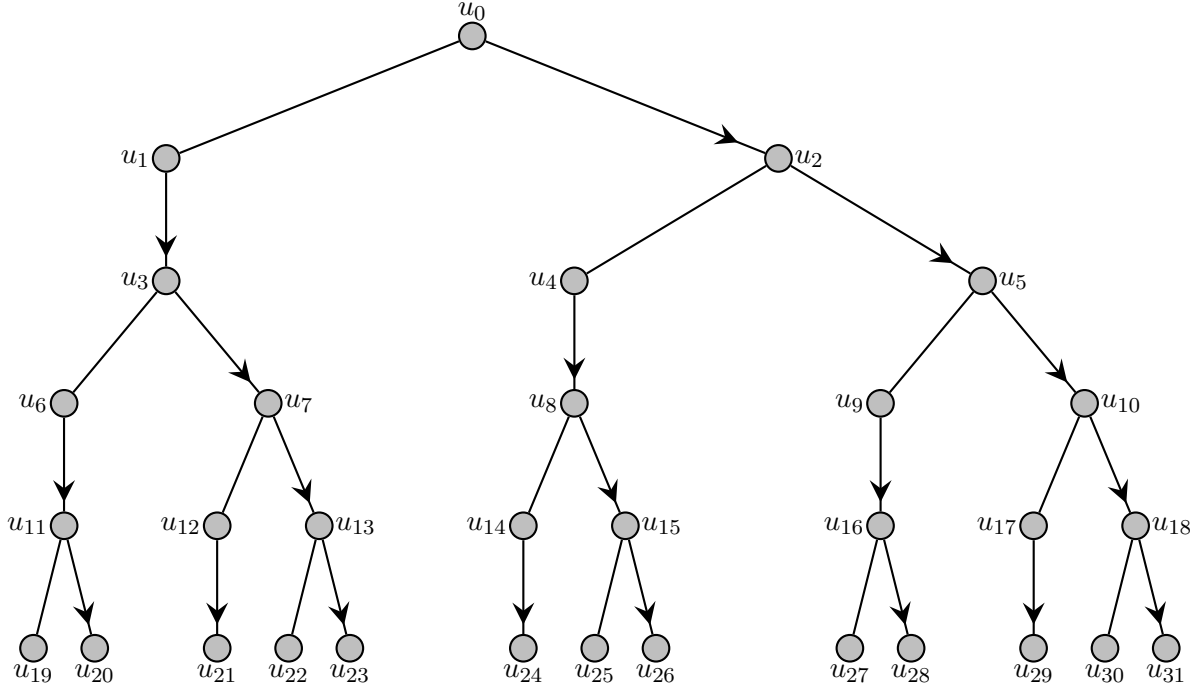 u₀
u₁ u₂
u₃ u₄ u₅
u₆ u₇ u₈ u₉ u₁₀
u₁₁ u₁₂ u₁₃ u₁₄ u₁₅ u₁₆ u₁₇ u₁₈
u₁₉ u₂₀ u₂₁ u₂₂ u₂₃ u₂₄ u₂₅ u₂₆ u₂₇ u₂₈ u₂₉ u₃₀ u₃₁